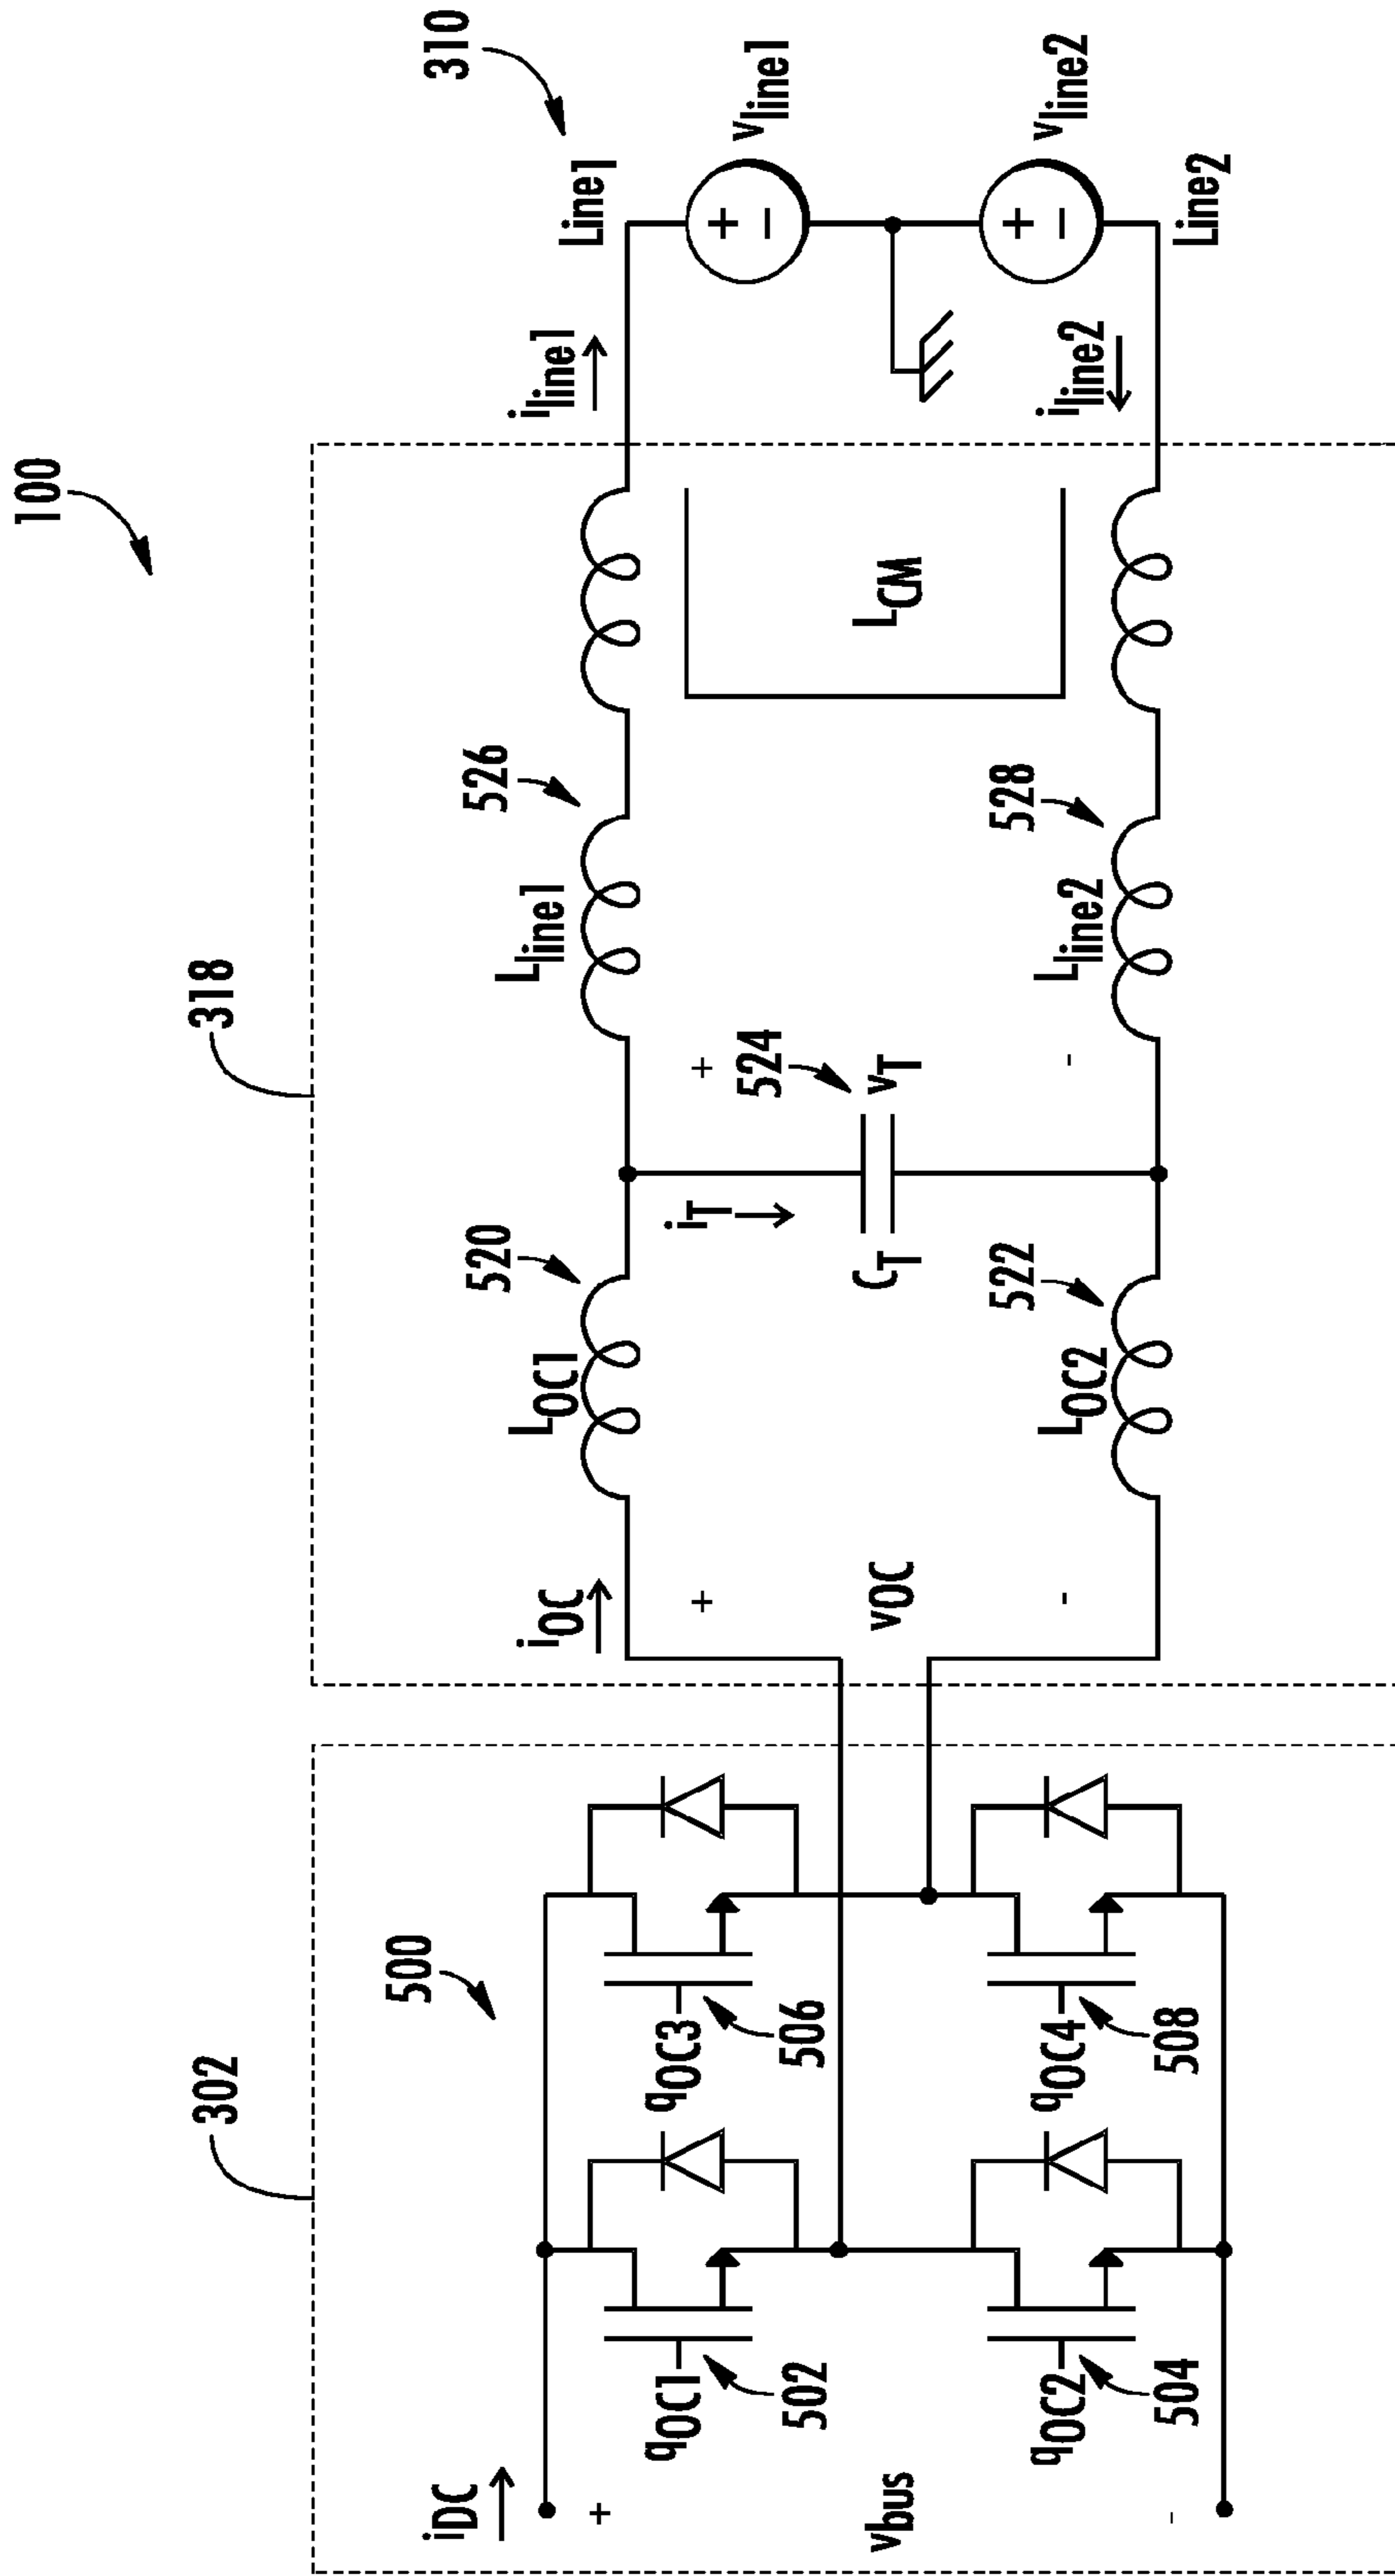 100
302
318
310
500
iDC
+
vbus
-
qOC1
502
qOC2
504
qOC3
506
qOC4
508
iOC
+
vOC
-
LOC1
520
LOC2
522
iT
CT
+
524
vT
-
Lline1
526
Lline2
528
LCM
iline1
iline2
Line1
Line2
+
-
vline1
+
-
vline2